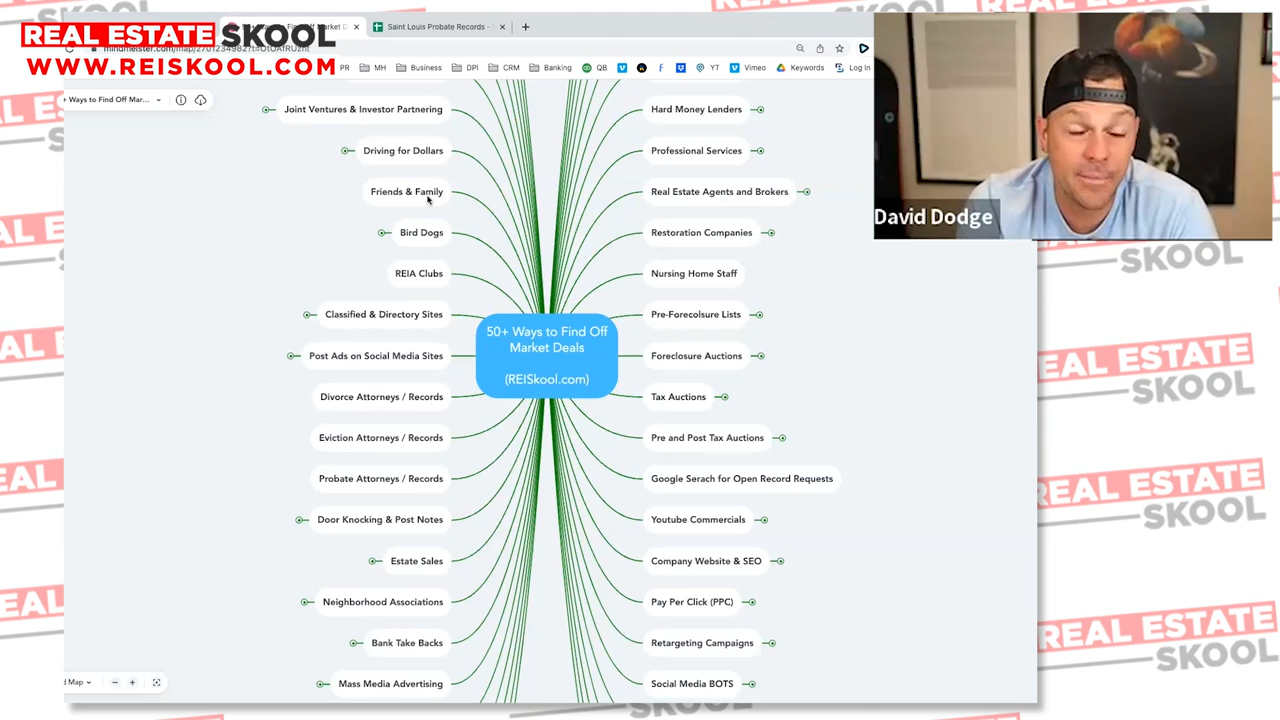 REAL ESTATE SKOOL
WWW.REISKOOL.COM
Saint Louis Probate Records -
PR
MH
Business
DPI
CRM
Banking
QB
YT
Vimeo
Keywords
Log In
Ways to Find Off Mar...
Joint Ventures & Investor Partnering
Driving for Dollars
Friends & Family
Bird Dogs
REIA Clubs
Classified & Directory Sites
Post Ads on Social Media Sites
Divorce Attorneys / Records
Eviction Attorneys / Records
Probate Attorneys / Records
Door Knocking & Post Notes
Estate Sales
Neighborhood Associations
Bank Take Backs
Mass Media Advertising
50+ Ways to Find Off
Market Deals
(REISkool.com)
Hard Money Lenders
Professional Services
Real Estate Agents and Brokers
Restoration Companies
Nursing Home Staff
Pre-Forecolsure Lists
Foreclosure Auctions
Tax Auctions
Pre and Post Tax Auctions
Google Serach for Open Record Requests
Youtube Commercials
Company Website & SEO
Pay Per Click (PPC)
Retargeting Campaigns
Social Media BOTS
David Dodge
Map
REAL ESTATE
SKOOL